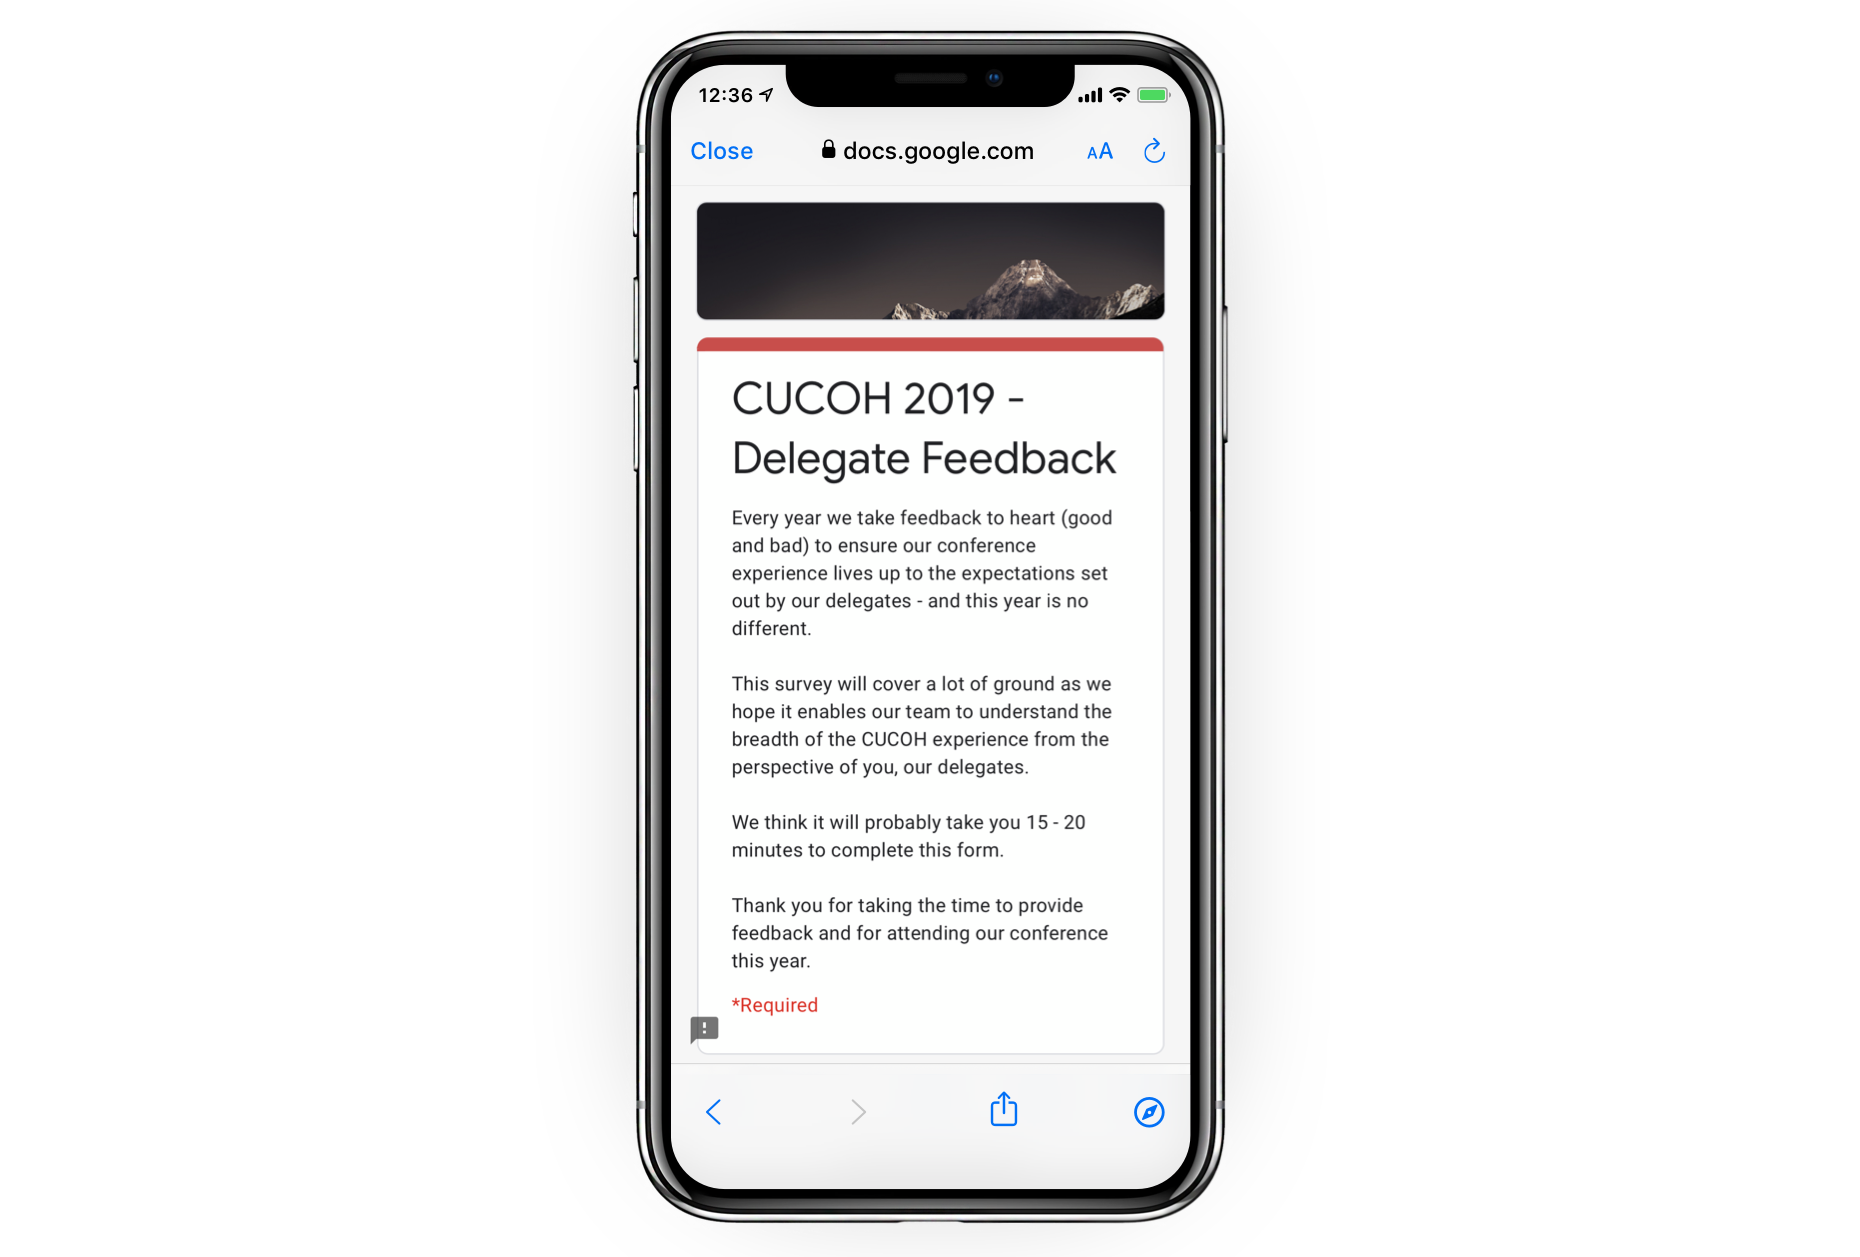 12:36
Close
docs.google.com
AA
CUCOH 2019 -
Delegate Feedback
Every year we take feedback to heart (good
and bad) to ensure our conference
experience lives up to the expectations set
out by our delegates - and this year is no
different.
This survey will cover a lot of ground as we
hope it enables our team to understand the
breadth of the CUCOH experience from the
perspective of you, our delegates.
We think it will probably take you 15 - 20
minutes to complete this form.
Thank you for taking the time to provide
feedback and for attending our conference
this year.
*Required